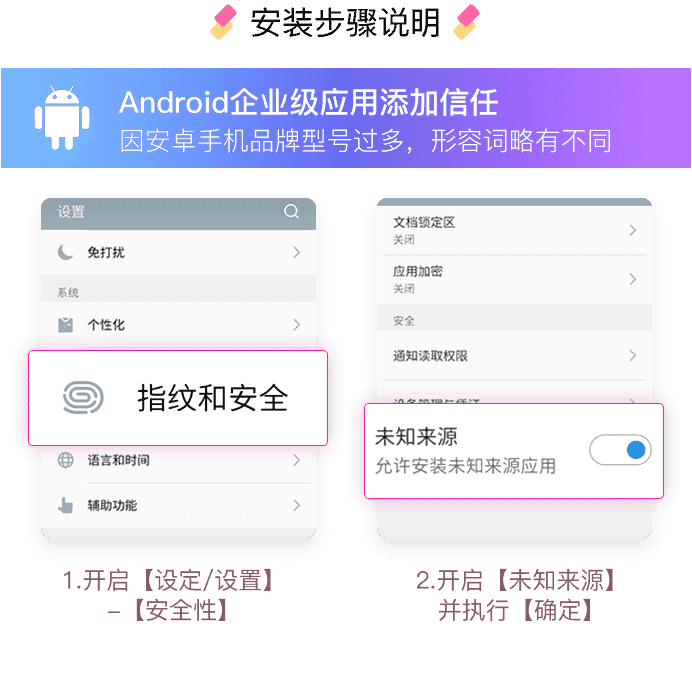 安装步骤说明
Android企业级应用添加信任
因安卓手机品牌型号过多，形容词略有不同
设置
免打扰
系统
个性化
指纹和安全
语言和时间
辅助功能
1.开启【设定/设置】
–【安全性】
文档锁定区
关闭
应用加密
关闭
安全
通知读取权限
未知来源
允许安装未知来源应用
2.开启【未知来源】
并执行【确定】